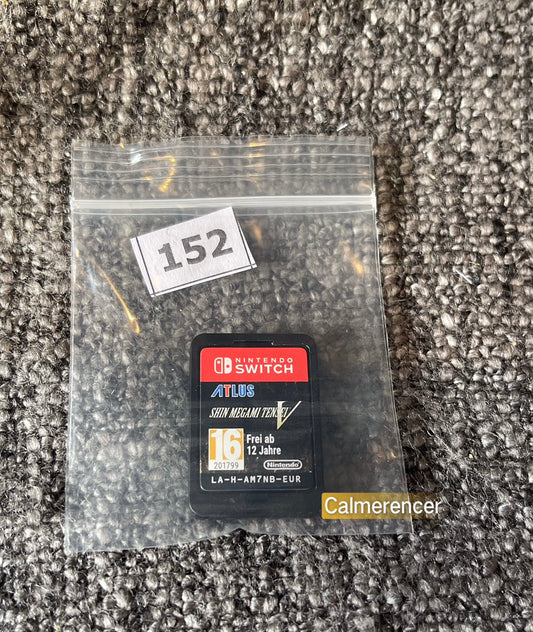 152
NINTENDO
SWITCH
ATLUS
SHIN MEGAMI TENSEI V
16
201799
Frei ab
12 Jahre
Nintendo
LA-H-AM7NB-EUR
Calmerencer